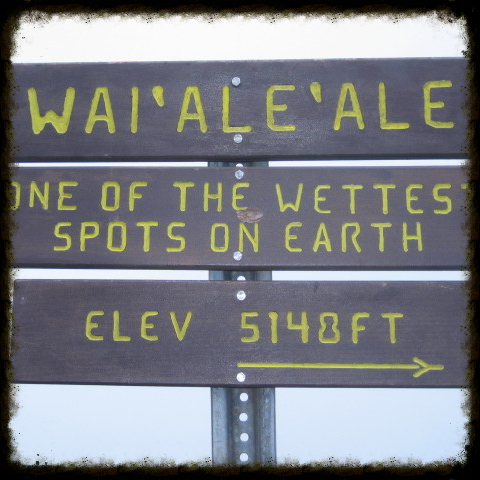 WAI'ALE'ALE
ONE OF THE WETTEST
SPOTS ON EARTH
ELEV 5148FT